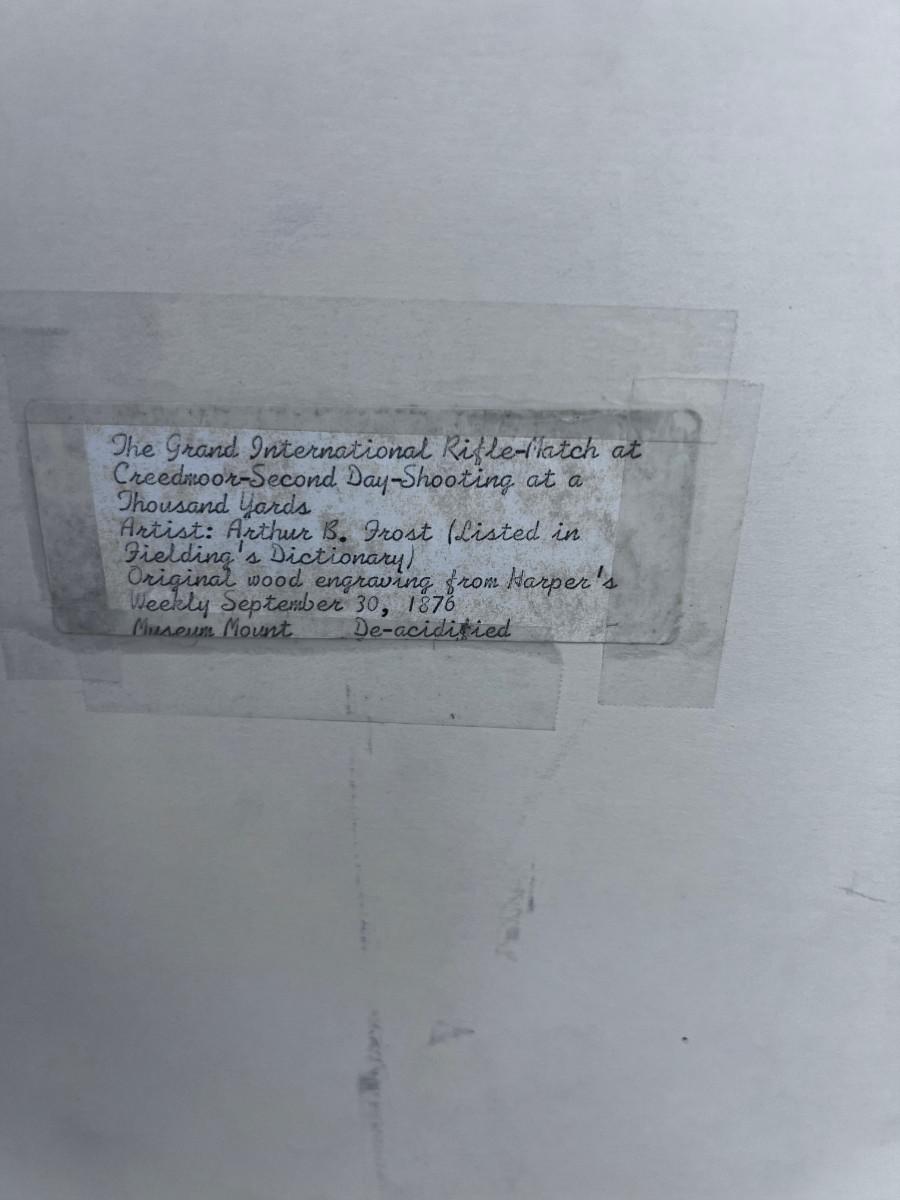 The Grand International Rifle-Match at
Creedmoor-Second Day-Shooting at a
Thousand Yards
Artist: Arthur B. Frost (Listed in
Fielding's Dictionary)
Original wood engraving from Harper's
Weekly September 30, 1876
Museum Mount De-acidified